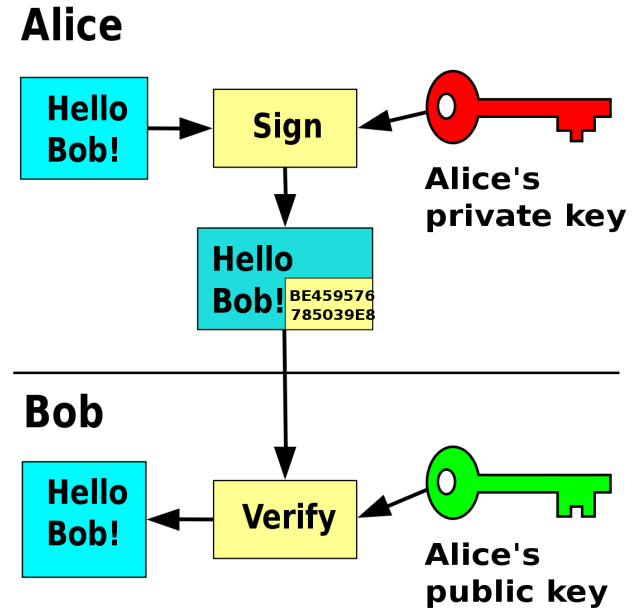 Alice
Hello
Bob!
Sign
Alice's
private key
Hello
Bob!
BE459576
785039E8
Bob
Hello
Bob!
Verify
Alice's
public key